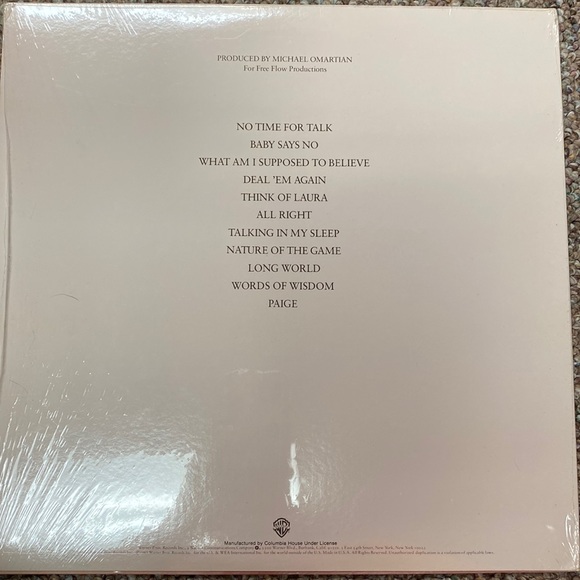 PRODUCED BY MICHAEL OMARTIAN
For Free Flow Productions
NO TIME FOR TALK
BABY SAYS NO
WHAT AM I SUPPOSED TO BELIEVE
DEAL 'EM AGAIN
THINK OF LAURA
ALL RIGHT
TALKING IN MY SLEEP
NATURE OF THE GAME
LONG WORLD
WORDS OF WISDOM
PAIGE
Manufactured by Columbia House Under License